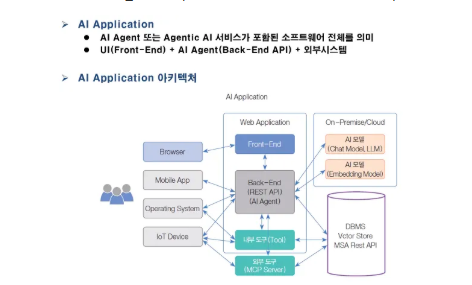 AI Application
AI Agent 또는 Agentic AI 서비스가 포함된 소프트웨어 전체를 의미
UI(Front-End) + AI Agent(Back-End API) + 외부시스템
AI Application 아키텍처
AI Application
Web Application
On-Premise/Cloud
Front-End
AI 모델
(Chat Model, LLM)
Browser
AI 모델
(Embedding Model)
Mobile App
Back-End
(REST API)
(AI Agent)
Operating System
DBMS
Vctor Store
MSA Rest API
IoT Device
내부 도구(Tool)
외부 도구
(MCP Server)